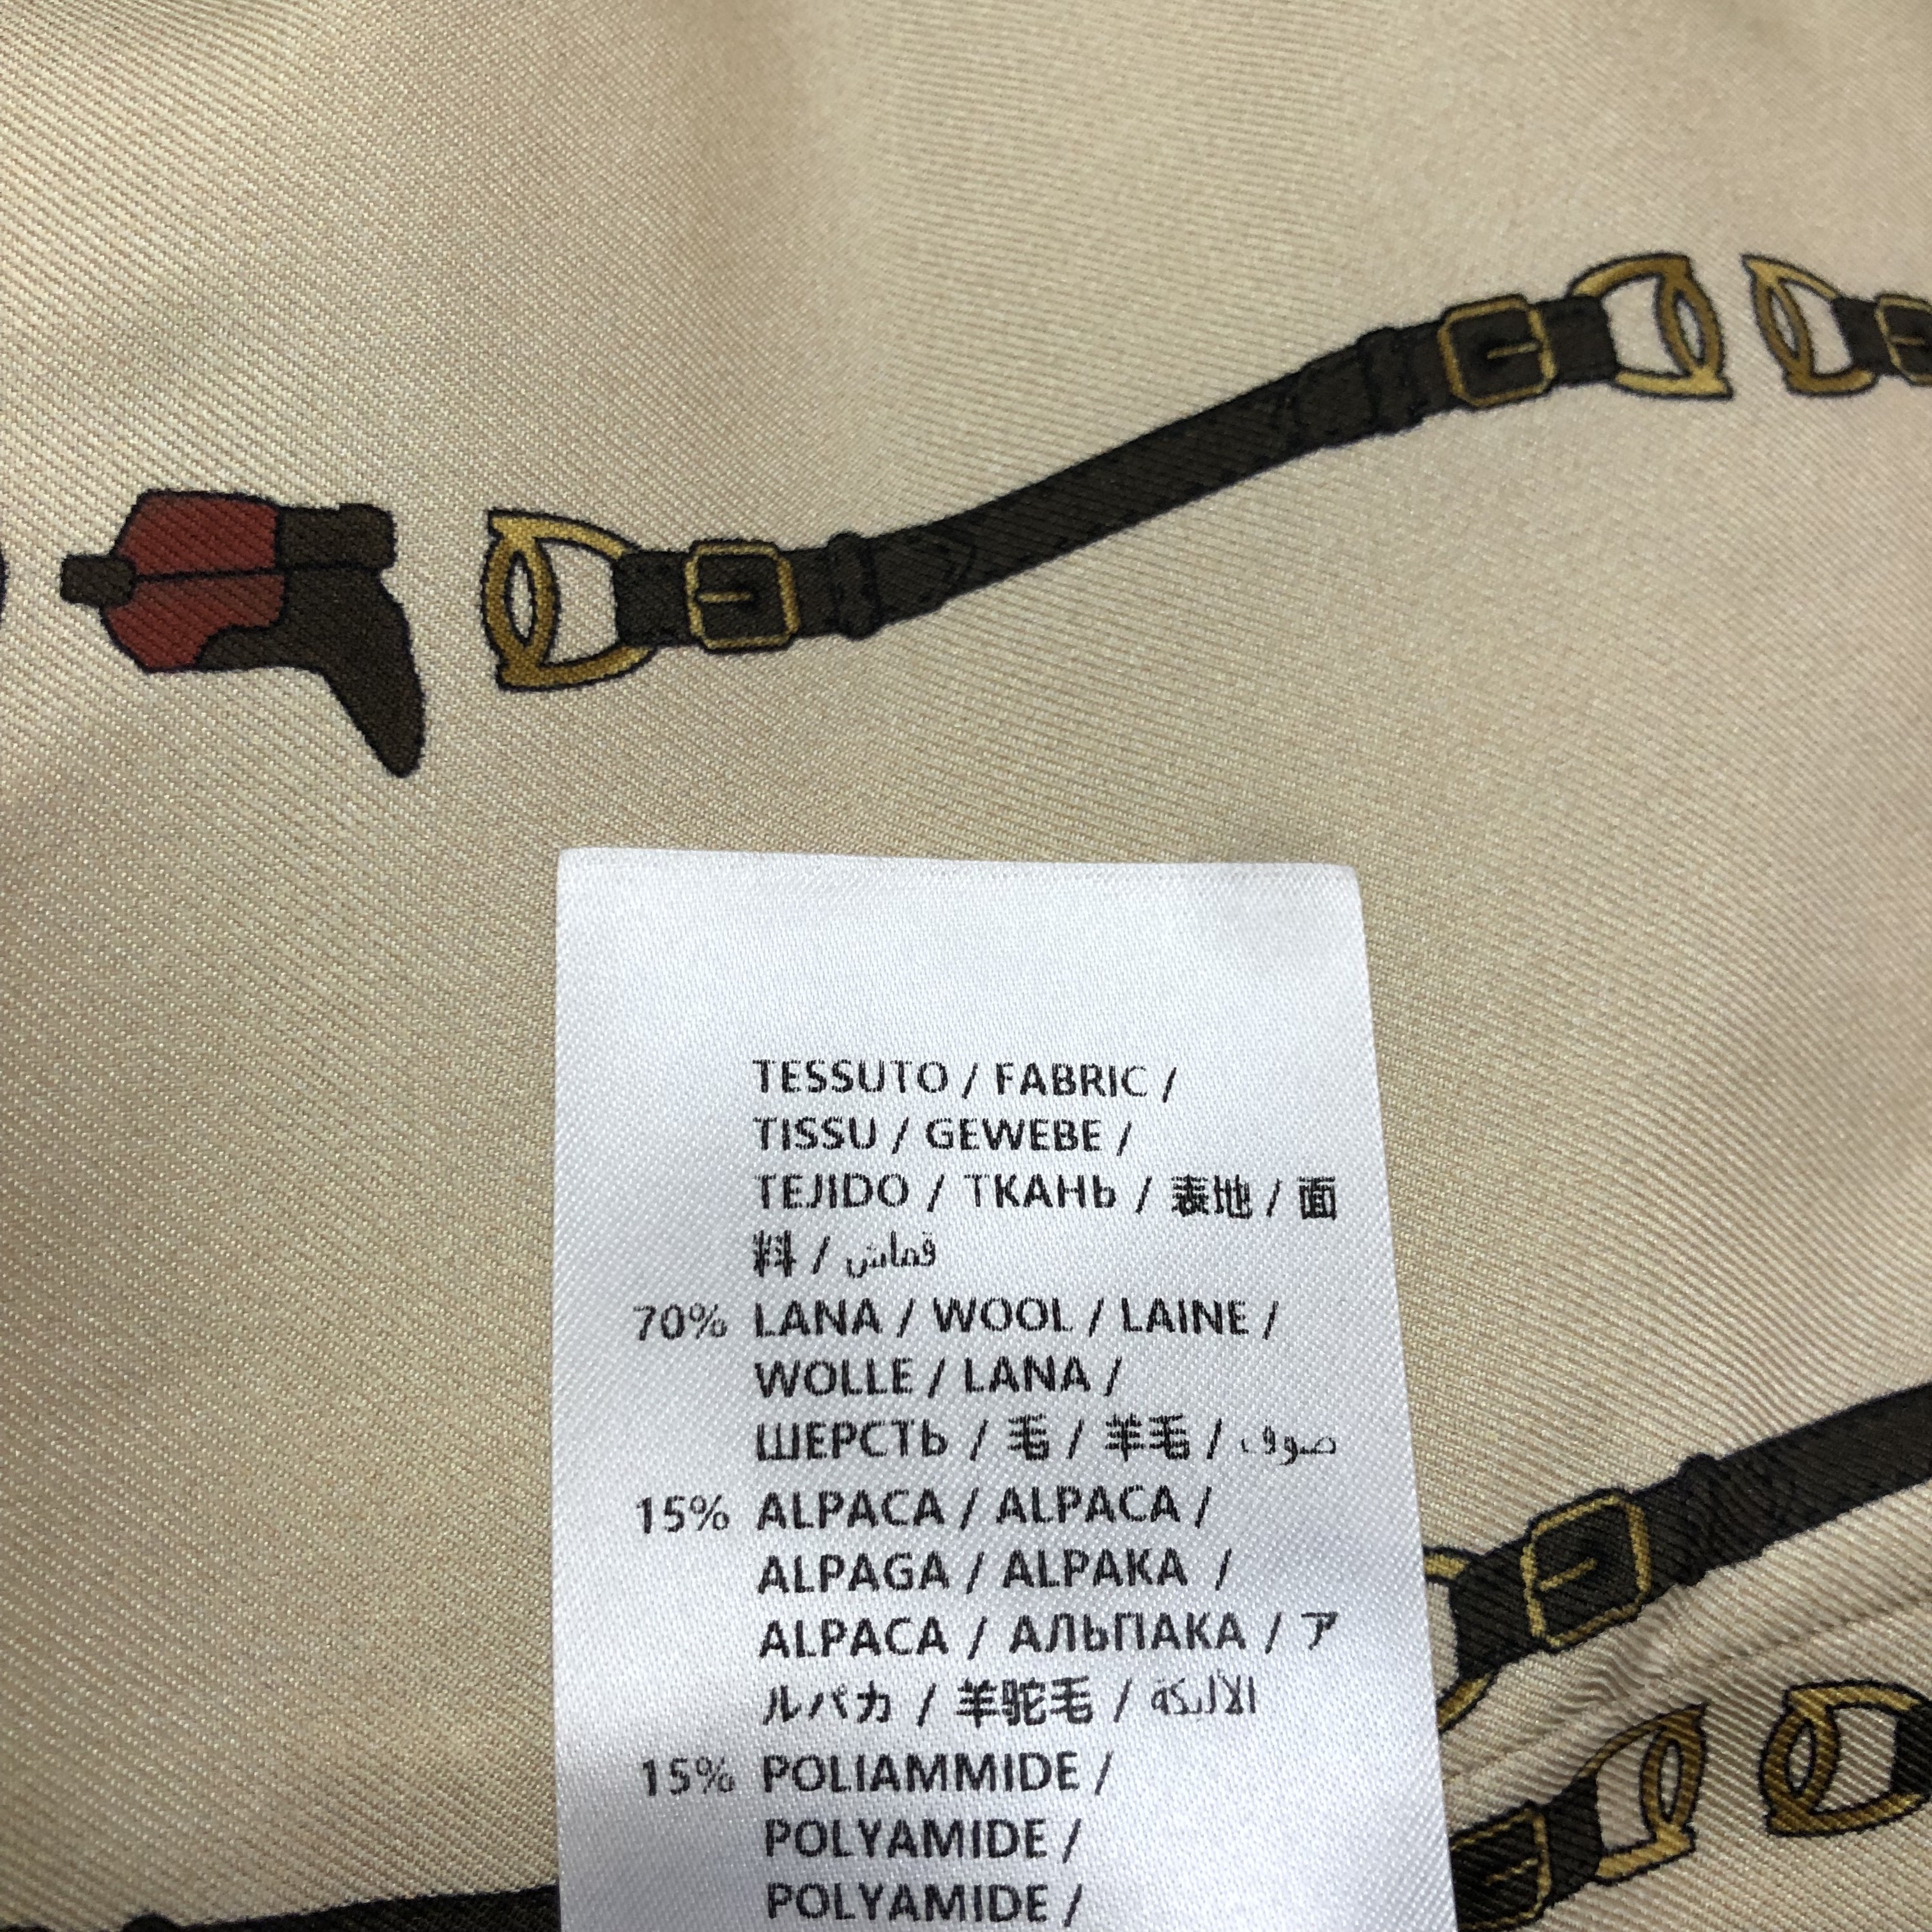 TESSUTO / FABRIC /
TISSU / GEWEBE /
TEJIDO / ТКАНЬ / 表地 / 面
料 / قماش
70% LANA / WOOL / LAINE /
WOLLE / LANA /
ШЕРСТЬ / 毛 / 羊毛 / صوف
15% ALPACA / ALPACA /
ALPAGA / ALPAKA /
ALPACA / АЛЬПАКА / ア
ルパカ / 羊驼毛 /
15% POLIAMMIDE /
POLYAMIDE /
POLYAMIDE /